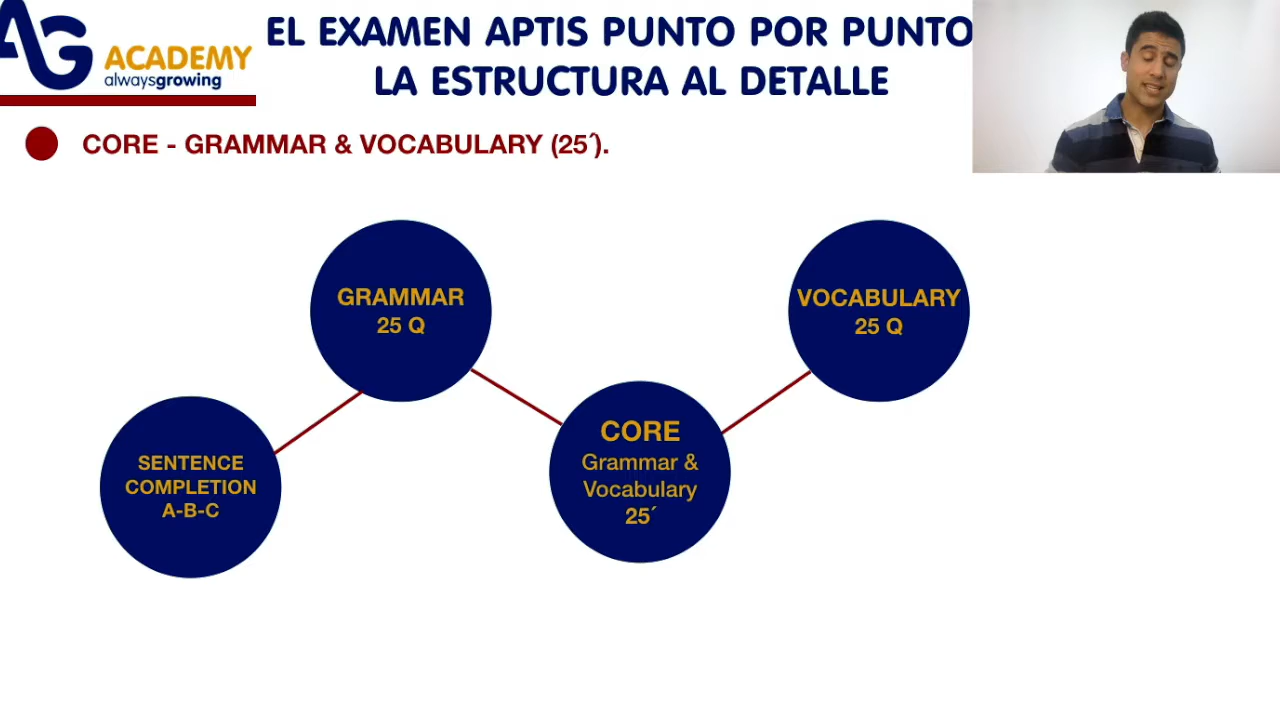 AG
ACADEMY
alwaysgrowing
EL EXAMEN APTIS PUNTO POR PUNTO
LA ESTRUCTURA AL DETALLE
CORE - GRAMMAR & VOCABULARY (25´).
GRAMMAR
25 Q
VOCABULARY
25 Q
SENTENCE
COMPLETION
A-B-C
CORE
Grammar &
Vocabulary
25´